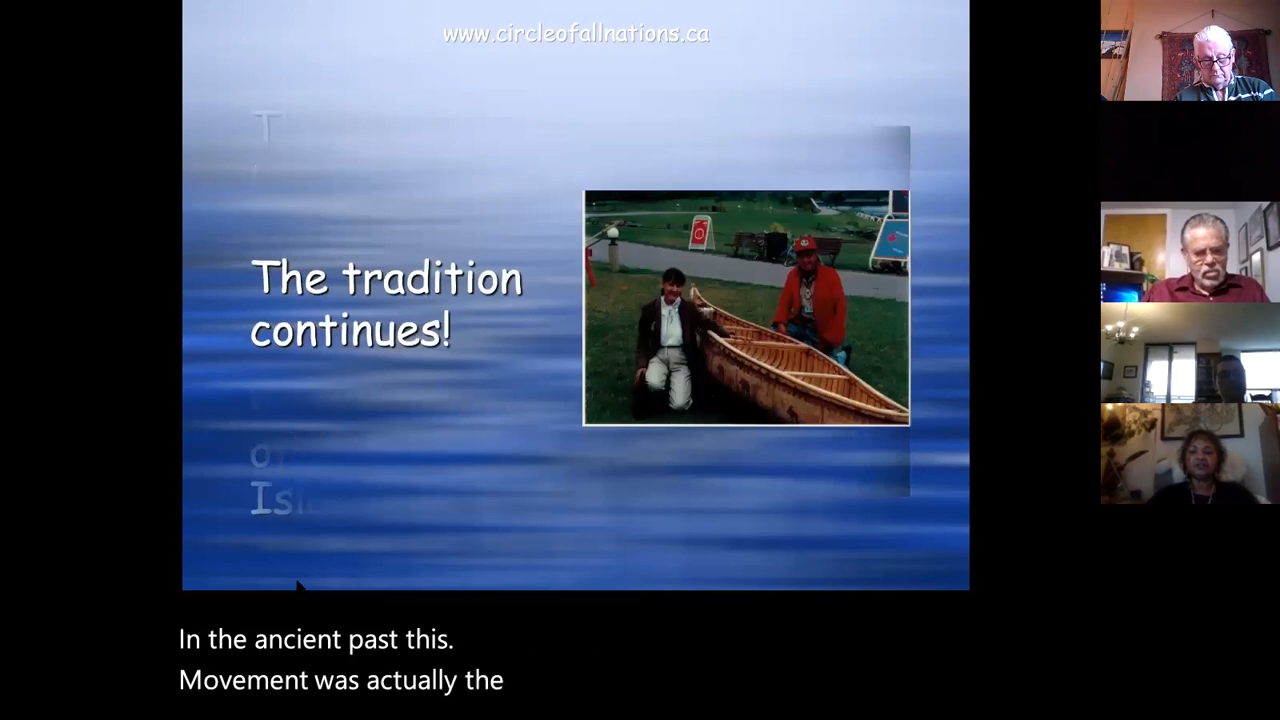 www.circleofallnations.ca
The tradition
continues!
In the ancient past this.
Movement was actually the